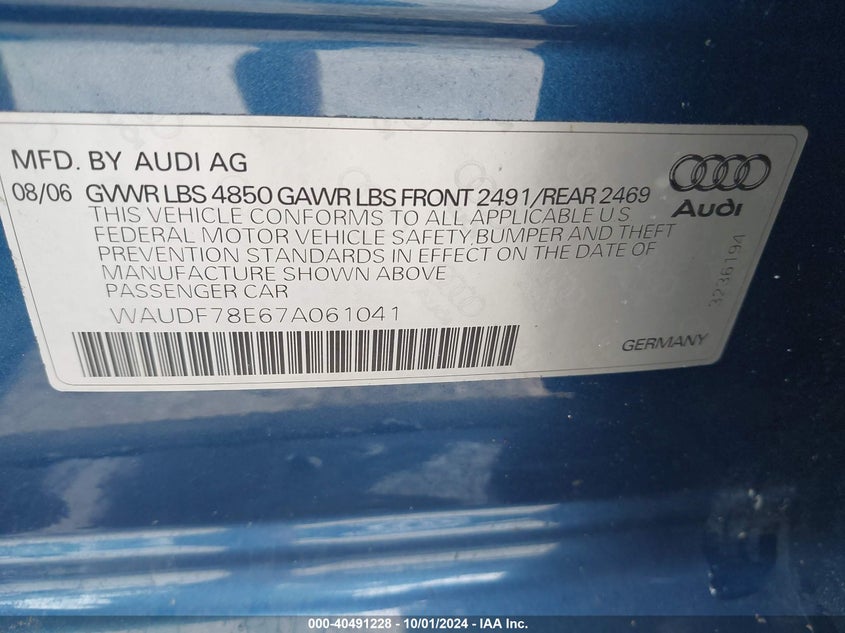 MFD. BY AUDI AG
08/06 GVWR LBS 4850 GAWR LBS FRONT 2491/REAR 2469
THIS VEHICLE CONFORMS TO ALL APPLICABLE U S
FEDERAL MOTOR VEHICLE SAFETY, BUMPER AND THEFT
PREVENTION STANDARDS IN EFFECT ON THE DATE OF
MANUFACTURE SHOWN ABOVE
PASSENGER CAR
WAUDF78E67A061041
Audi
3236194
GERMANY
000-40491228 - 10/01/2024 - IAA Inc.